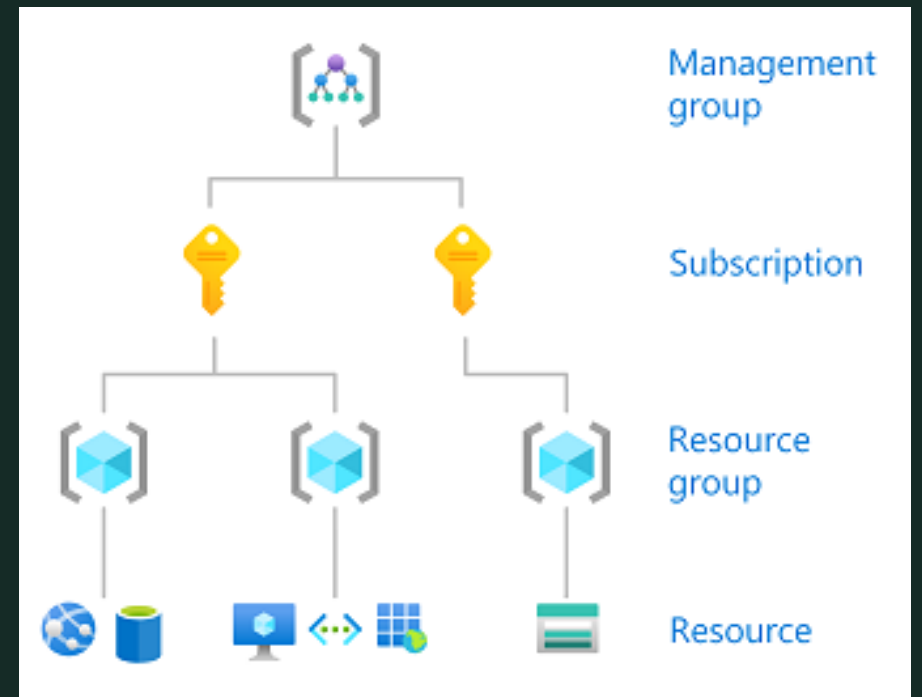 Management
group
Subscription
Resource
group
Resource